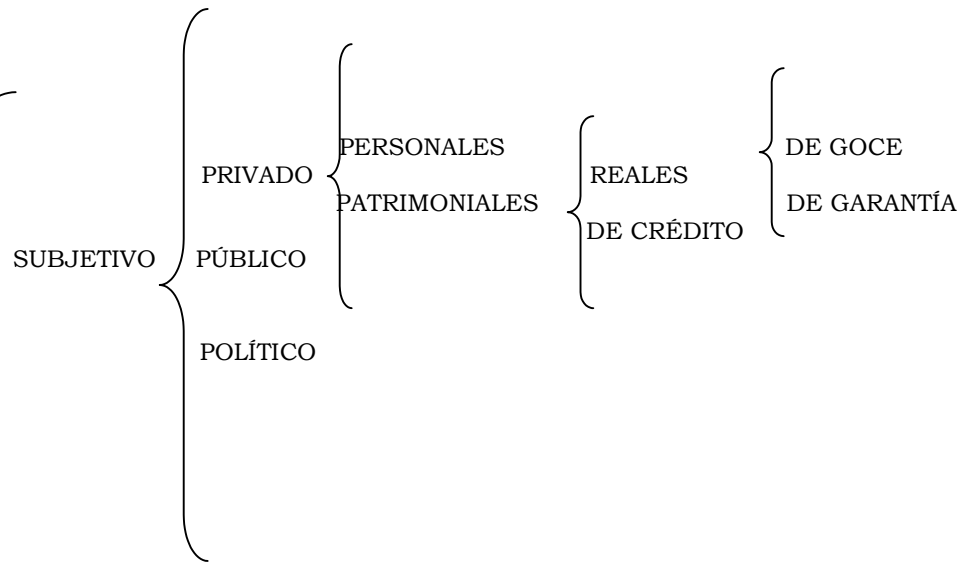 SUBJETIVO
PRIVADO
PÚBLICO
POLÍTICO
PERSONALES
PATRIMONIALES
REALES
DE CRÉDITO
DE GOCE
DE GARANTÍA